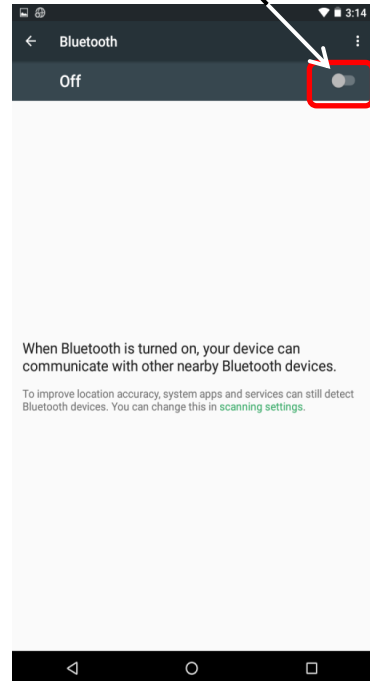 3:14
Bluetooth
Off
When Bluetooth is turned on, your device can
communicate with other nearby Bluetooth devices.
To improve location accuracy, system apps and services can still detect
Bluetooth devices. You can change this in scanning settings.